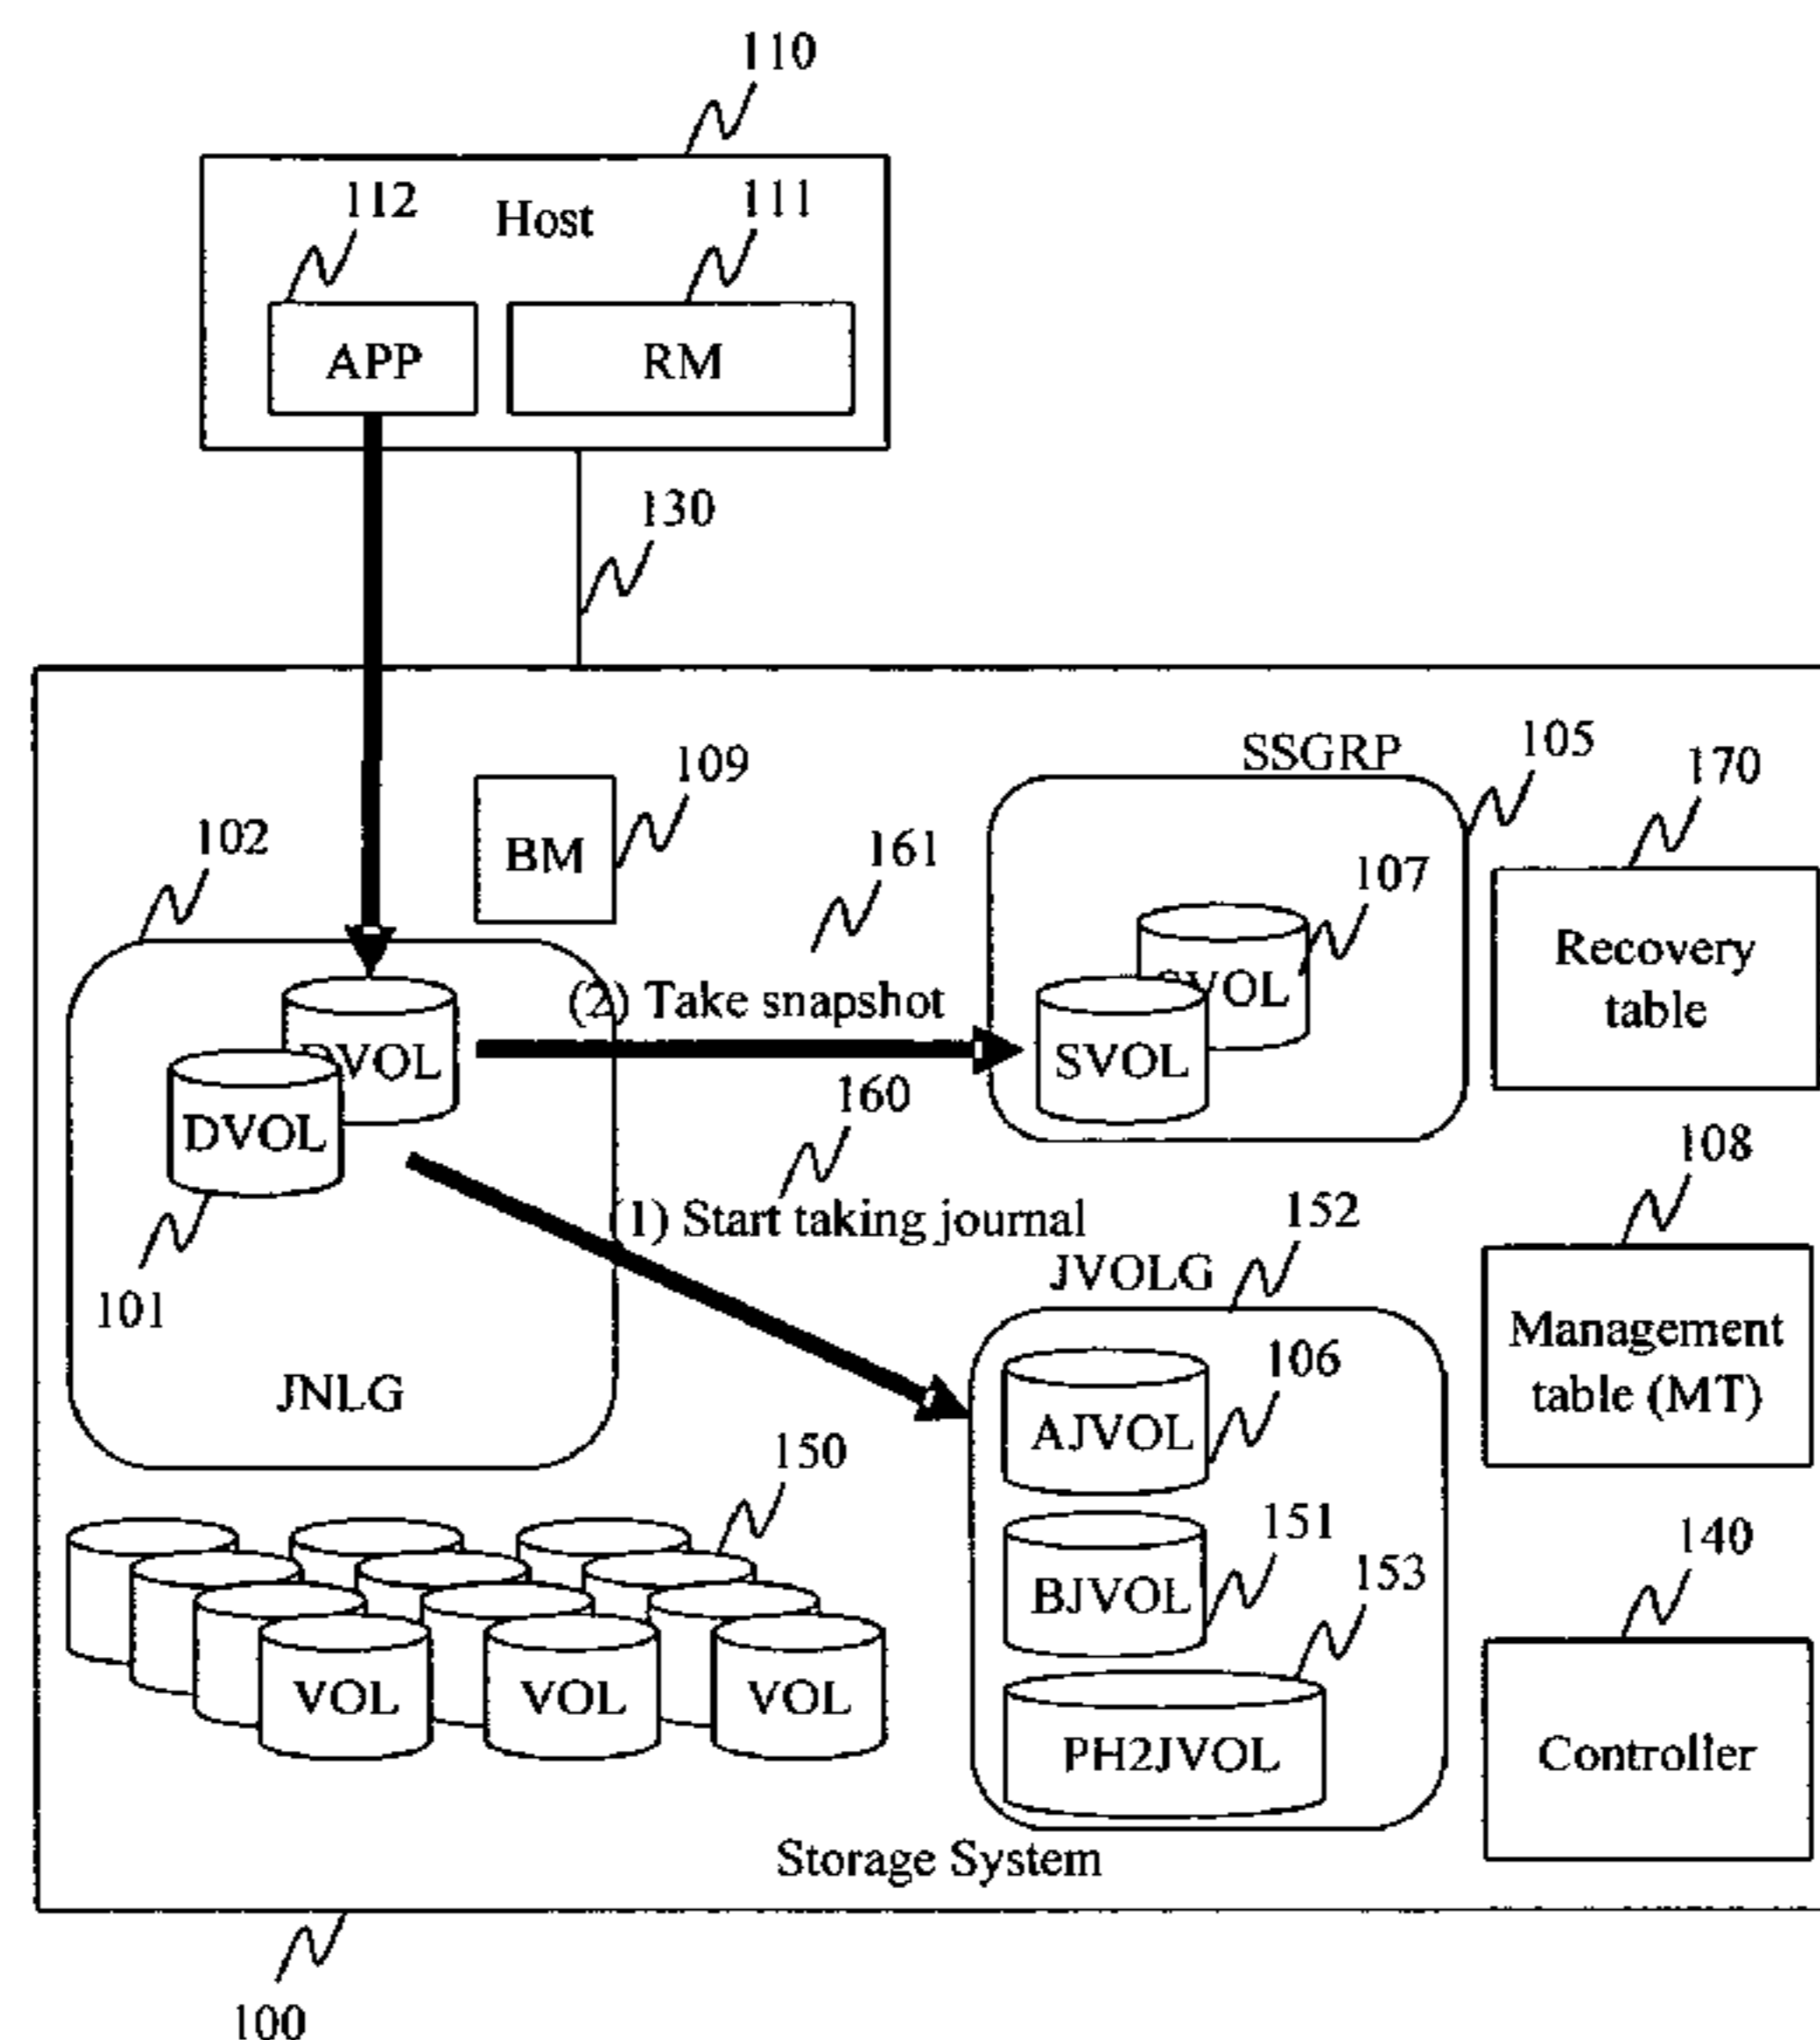 110
112
Host
111
APP
RM
130
SSGRP
105
170
109
102
BM
161
107
Recovery
table
SVOL
(2) Take snapshot
DVOL
SVOL
160
DVOL
108
(1) Start taking journal
152
JVOLG
101
Management
table (MT)
106
JNLG
AJVOL
150
151
140
BJVOL
153
VOL
VOL
VOL
PH2JVOL
Controller
Storage System
100